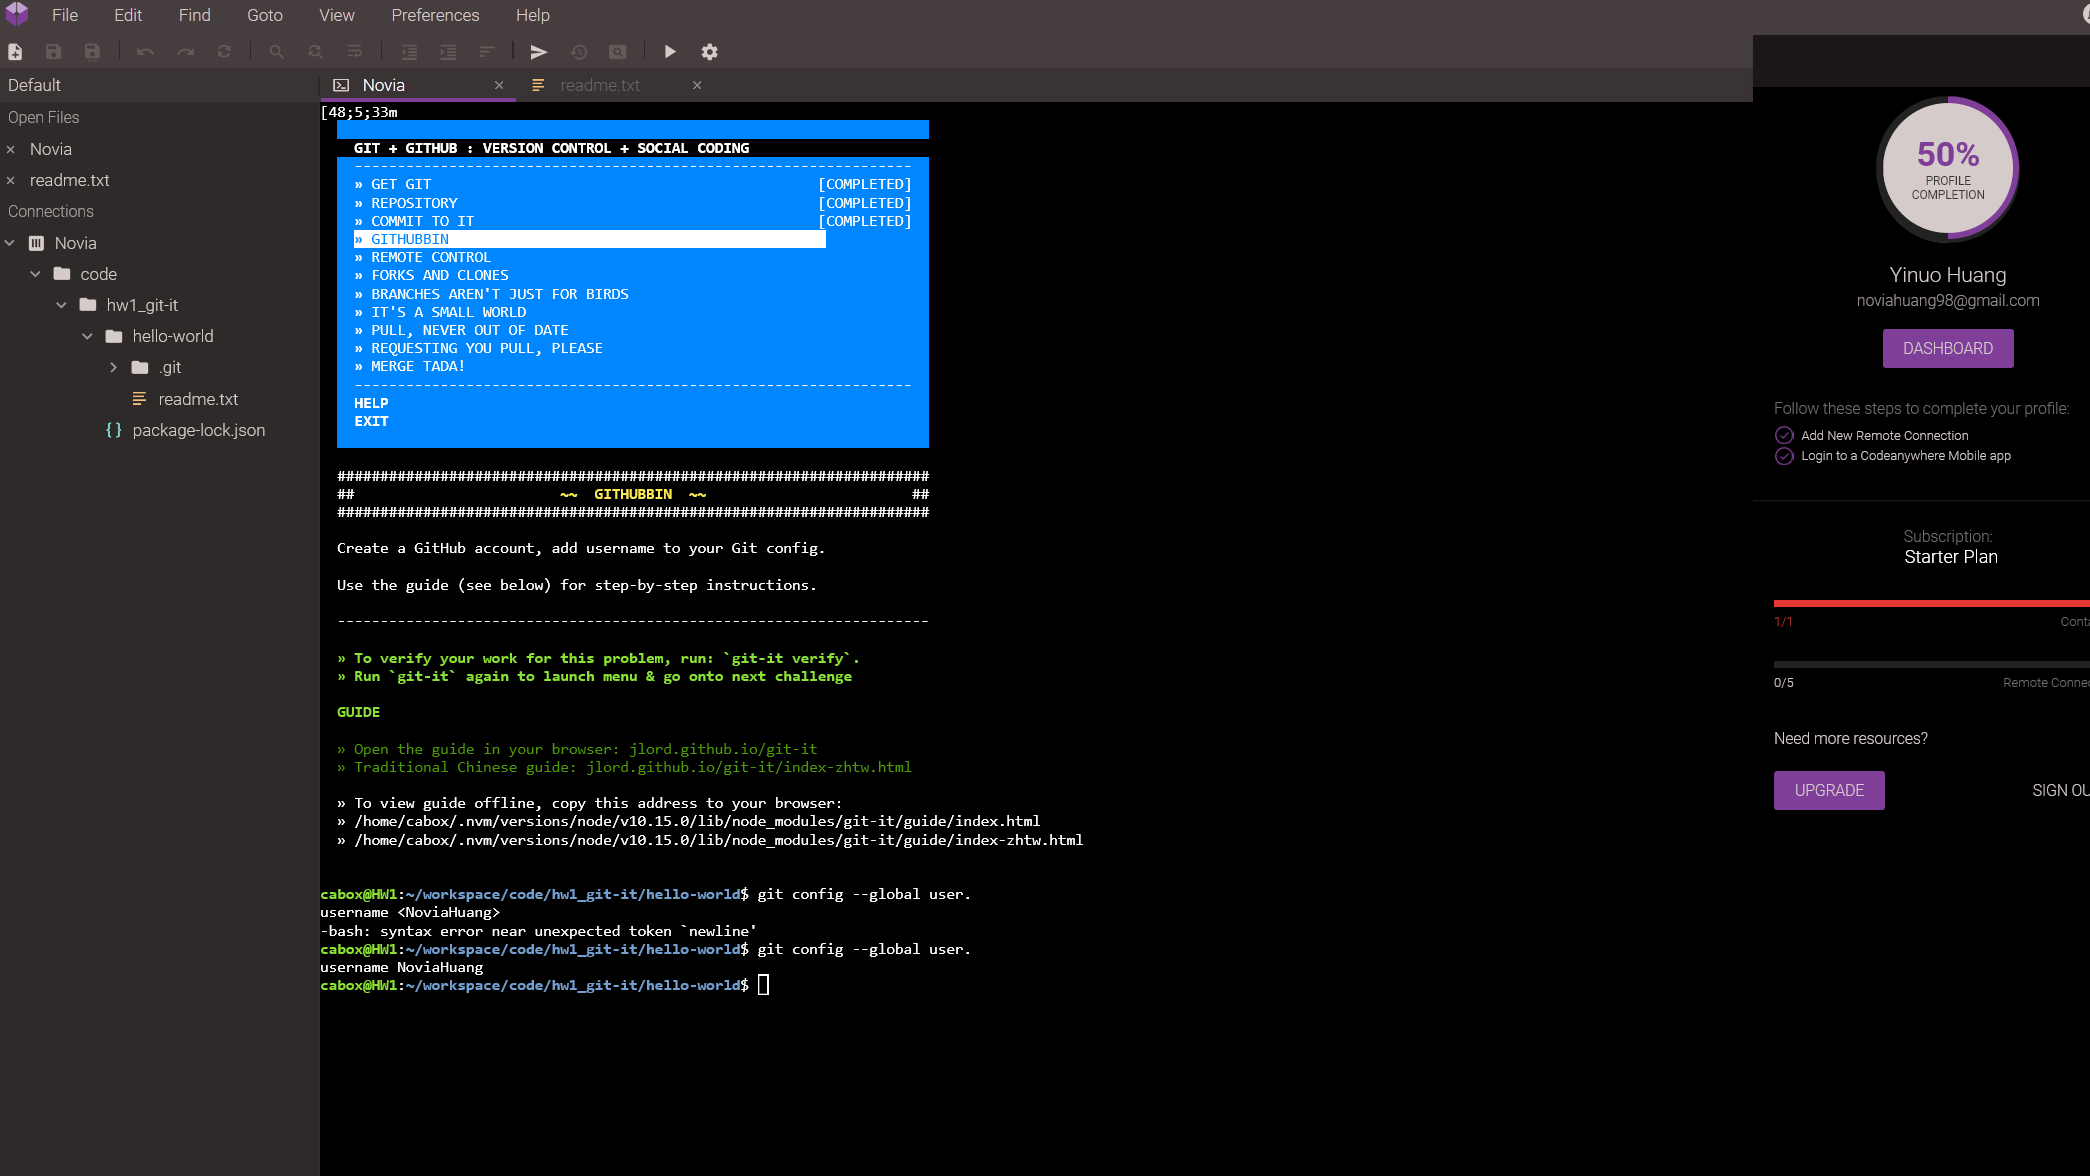 File Edit Find Goto View Preferences Help
Default
Novia
readme.txt
Open Files
Novia
readme.txt
Connections
Novia
code
hw1_git-it
hello-world
.git
readme.txt
package-lock.json
[48;5;33m
GIT + GITHUB : VERSION CONTROL + SOCIAL CODING
-----------------------------------------------------------------
» GET GIT [COMPLETED]
» REPOSITORY [COMPLETED]
» COMMIT TO IT [COMPLETED]
» GITHUBBIN
» REMOTE CONTROL
» FORKS AND CLONES
» BRANCHES AREN'T JUST FOR BIRDS
» IT'S A SMALL WORLD
» PULL, NEVER OUT OF DATE
» REQUESTING YOU PULL, PLEASE
» MERGE TADA!
-----------------------------------------------------------------
HELP
EXIT
#####################################################################
## ~~ GITHUBBIN ~~ ##
#####################################################################
Create a GitHub account, add username to your Git config.
Use the guide (see below) for step-by-step instructions.
---------------------------------------------------------------------
» To verify your work for this problem, run: `git-it verify`.
» Run `git-it` again to launch menu & go onto next challenge
GUIDE
» Open the guide in your browser: jlord.github.io/git-it
» Traditional Chinese guide: jlord.github.io/git-it/index-zhtw.html
» To view guide offline, copy this address to your browser:
» /home/cabox/.nvm/versions/node/v10.15.0/lib/node_modules/git-it/guide/index.html
» /home/cabox/.nvm/versions/node/v10.15.0/lib/node_modules/git-it/guide/index-zhtw.html
cabox@HW1:~/workspace/code/hw1_git-it/hello-world$ git config --global user.
username <NoviaHuang>
-bash: syntax error near unexpected token `newline'
cabox@HW1:~/workspace/code/hw1_git-it/hello-world$ git config --global user.
username NoviaHuang
cabox@HW1:~/workspace/code/hw1_git-it/hello-world$
50%
PROFILE
COMPLETION
Yinuo Huang
noviahuang98@gmail.com
DASHBOARD
Follow these steps to complete your profile:
Add New Remote Connection
Login to a Codeanywhere Mobile app
Subscription:
Starter Plan
1/1 Conta
0/5 Remote Connec
Need more resources?
UPGRADE SIGN OU